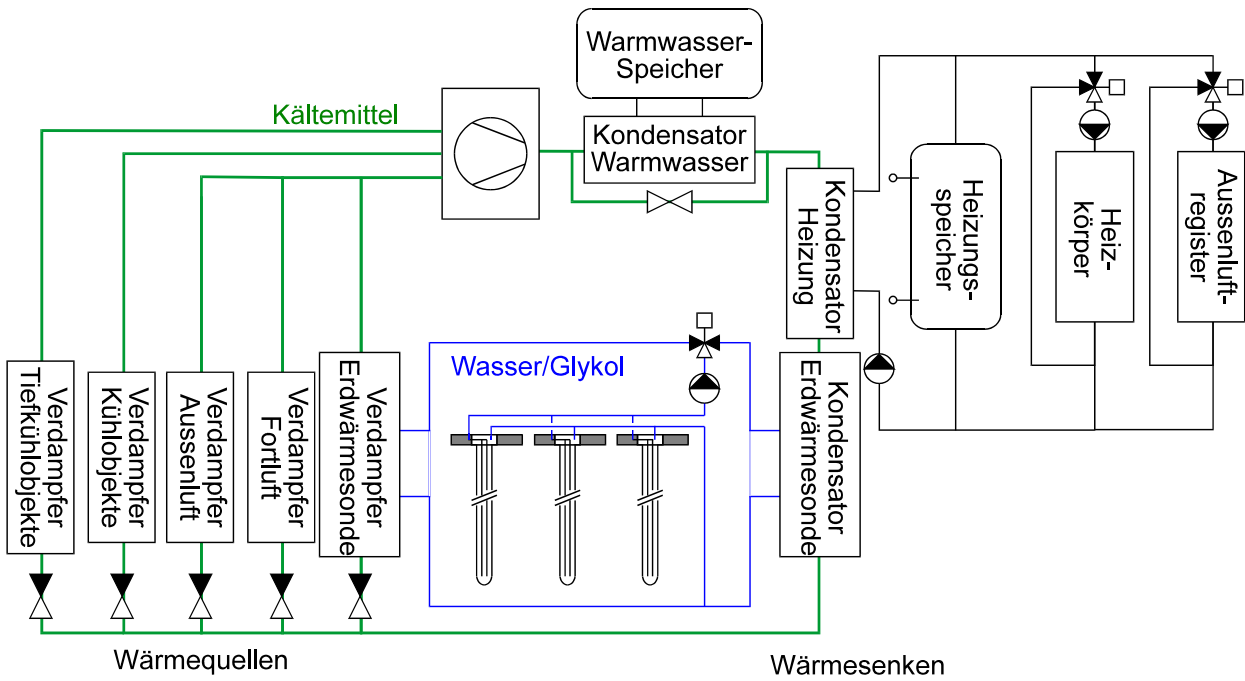 Warmwasser-
Speicher
Kältemittel
Kondensator
Warmwasser
Kondensator
Heizung
Heizungs-
speicher
Heiz-
körper
Aussenluft-
register
Verdampfer
Tiefkühlobjekte
Verdampfer
Kühlobjekte
Verdampfer
Aussenluft
Verdampfer
Fortluft
Verdampfer
Erdwärmesonde
Wasser/Glykol
Kondensator
Erdwärmesonde
Wärmequellen
Wärmesenken